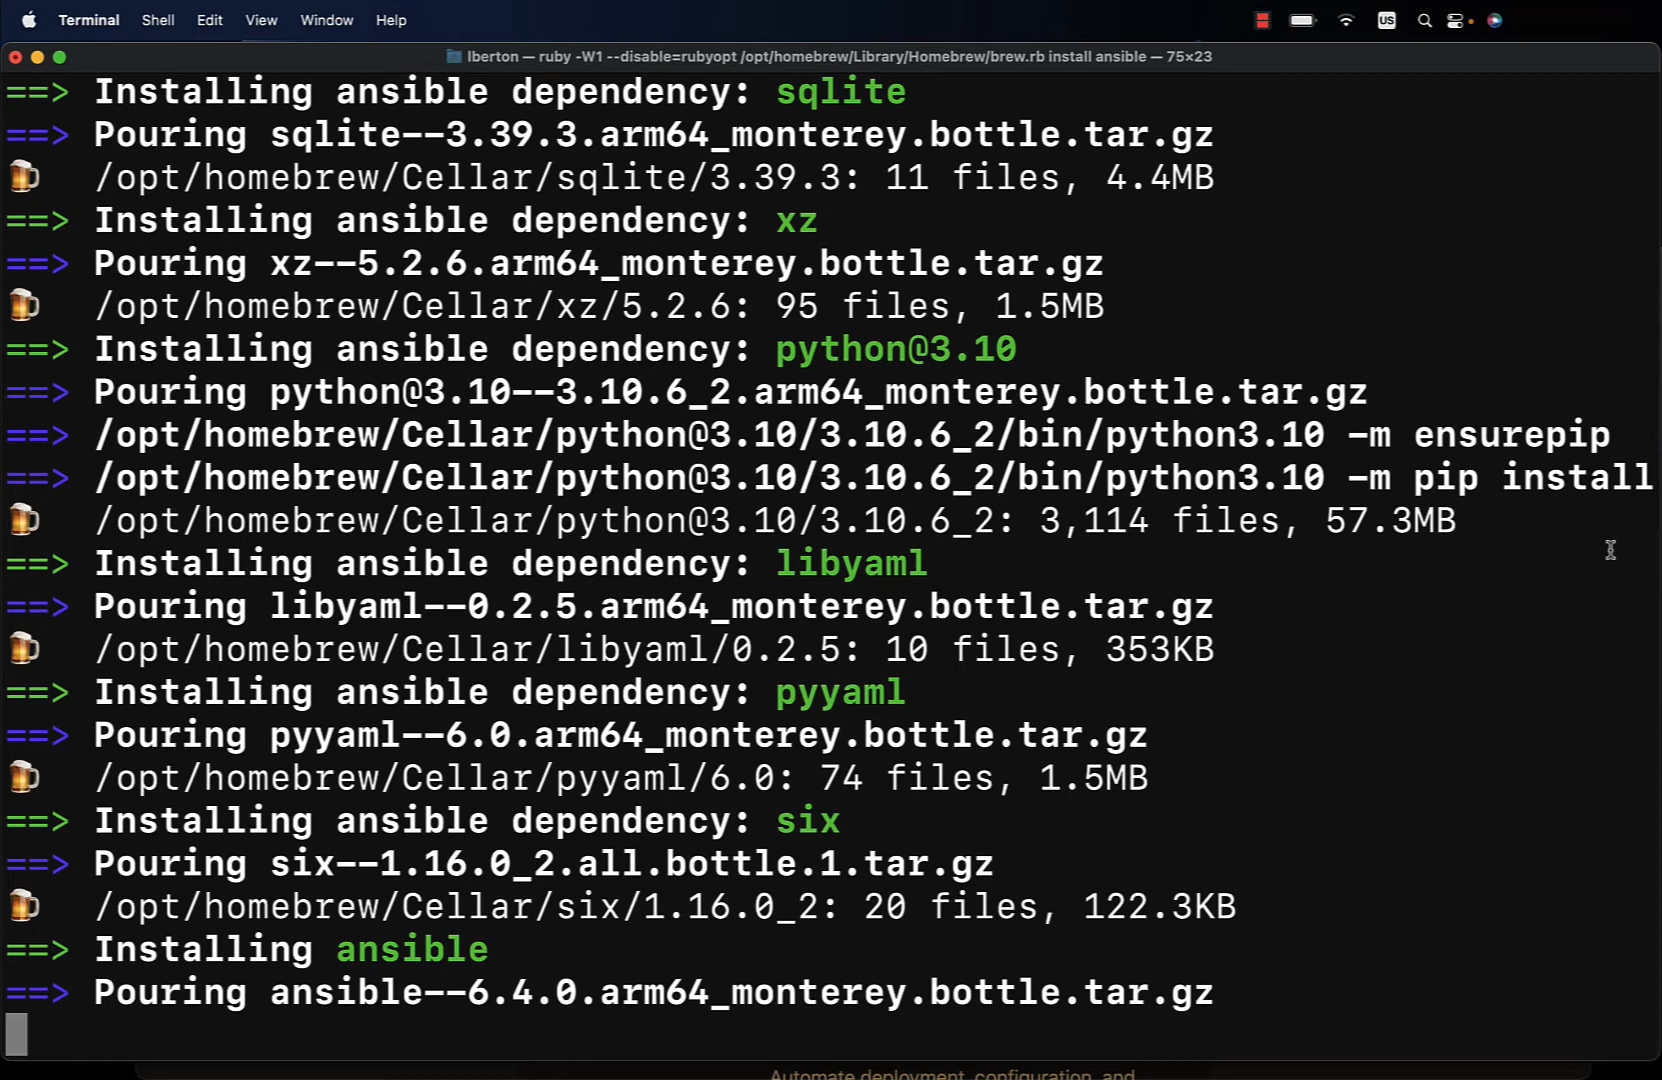 Terminal Shell Edit View Window Help US
lberton — ruby -W1 --disable=rubyopt /opt/homebrew/Library/Homebrew/brew.rb install ansible — 75×23
==> Installing ansible dependency: sqlite
==> Pouring sqlite--3.39.3.arm64_monterey.bottle.tar.gz
🍺 /opt/homebrew/Cellar/sqlite/3.39.3: 11 files, 4.4MB
==> Installing ansible dependency: xz
==> Pouring xz--5.2.6.arm64_monterey.bottle.tar.gz
🍺 /opt/homebrew/Cellar/xz/5.2.6: 95 files, 1.5MB
==> Installing ansible dependency: python@3.10
==> Pouring python@3.10--3.10.6_2.arm64_monterey.bottle.tar.gz
==> /opt/homebrew/Cellar/python@3.10/3.10.6_2/bin/python3.10 -m ensurepip
==> /opt/homebrew/Cellar/python@3.10/3.10.6_2/bin/python3.10 -m pip install
🍺 /opt/homebrew/Cellar/python@3.10/3.10.6_2: 3,114 files, 57.3MB
==> Installing ansible dependency: libyaml
==> Pouring libyaml--0.2.5.arm64_monterey.bottle.tar.gz
🍺 /opt/homebrew/Cellar/libyaml/0.2.5: 10 files, 353KB
==> Installing ansible dependency: pyyaml
==> Pouring pyyaml--6.0.arm64_monterey.bottle.tar.gz
🍺 /opt/homebrew/Cellar/pyyaml/6.0: 74 files, 1.5MB
==> Installing ansible dependency: six
==> Pouring six--1.16.0_2.all.bottle.1.tar.gz
🍺 /opt/homebrew/Cellar/six/1.16.0_2: 20 files, 122.3KB
==> Installing ansible
==> Pouring ansible--6.4.0.arm64_monterey.bottle.tar.gz
Automate deployment, configuration, and